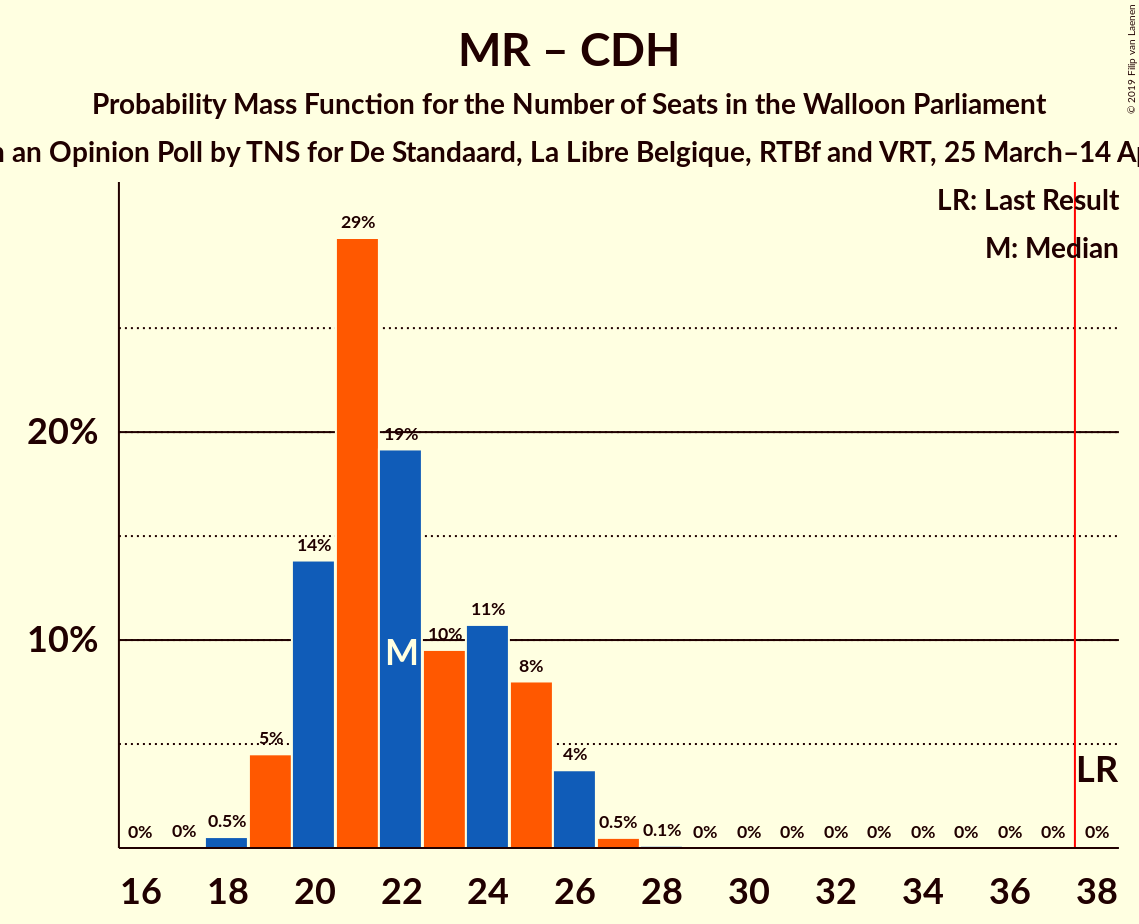 MR – CDH
Probability Mass Function for the Number of Seats in the Walloon Parliament
an Opinion Poll by TNS for De Standaard, La Libre Belgique, RTBf and VRT, 25 March–14
© 2019 Filip van Laenen
LR: Last Result
M: Median
29%
20%
19%
14%
11%
10%
10%
M
8%
5%
4%
LR
0% 0% 0.5% 0.5% 0.1% 0% 0% 0% 0% 0% 0% 0% 0% 0% 0%
16 18 20 22 24 26 28 30 32 34 36 38